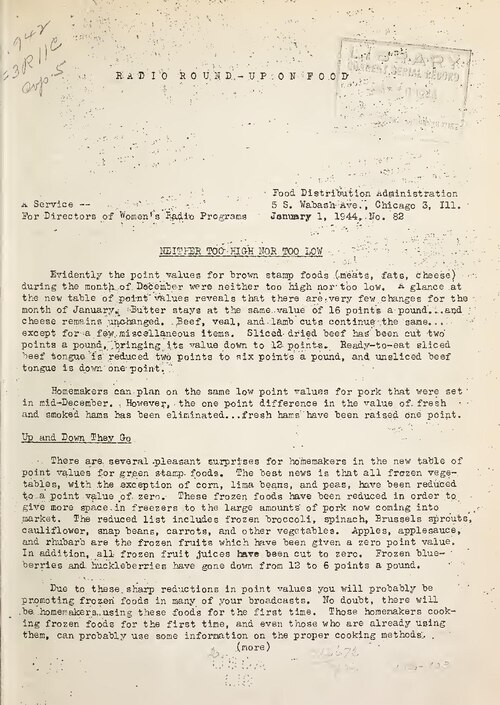 1942
R A D I O R O U N D - U P O N F O O D
LIBRARY
CURRENT SERIAL RECORD
A Service --
For Directors of Women's Radio Programs
Food Distribution Administration
5 S. Wabash Ave., Chicago 3, Ill.
January 1, 1944, No. 82
NEITHER TOO HIGH NOR TOO LOW
Evidently the point values for brown stamp foods (meats, fats, cheese)
during the month of December were neither too high nor too low. A glance at
the new table of point values reveals that there are very few changes for the
month of January. Butter stays at the same value of 16 points a pound...and
cheese remains unchanged. Beef, veal, and lamb cuts continue the same...
except for a few miscellaneous items. Sliced dried beef has been cut two
points a pound, bringing its value down to 12 points. Ready-to-eat sliced
beef tongue is reduced two points to six points a pound, and unsliced beef
tongue is down one point.
Homemakers can plan on the same low point values for pork that were set
in mid-December. However, the one point difference in the value of fresh
and smoked hams has been eliminated...fresh hams have been raised one point.
Up and Down They Go
There are several pleasant surprises for homemakers in the new table of
point values for green stamp foods. The best news is that all frozen vege-
tables, with the exception of corn, lima beans, and peas, have been reduced
to a point value of zero. These frozen foods have been reduced in order to
give more space in freezers to the large amounts of pork now coming into
market. The reduced list includes frozen broccoli, spinach, Brussels sprouts,
cauliflower, snap beans, carrots, and other vegetables. Apples, applesauce,
and rhubarb are the frozen fruits which have been given a zero point value.
In addition, all frozen fruit juices have been cut to zero. Frozen blue-
berries and huckleberries have gone down from 12 to 6 points a pound.
Due to these sharp reductions in point values you will probably be
promoting frozen foods in many of your broadcasts. No doubt, there will
be homemakers using these foods for the first time. Those homemakers cook-
ing frozen foods for the first time, and even those who are already using
them, can probably use some information on the proper cooking methods.
(more)